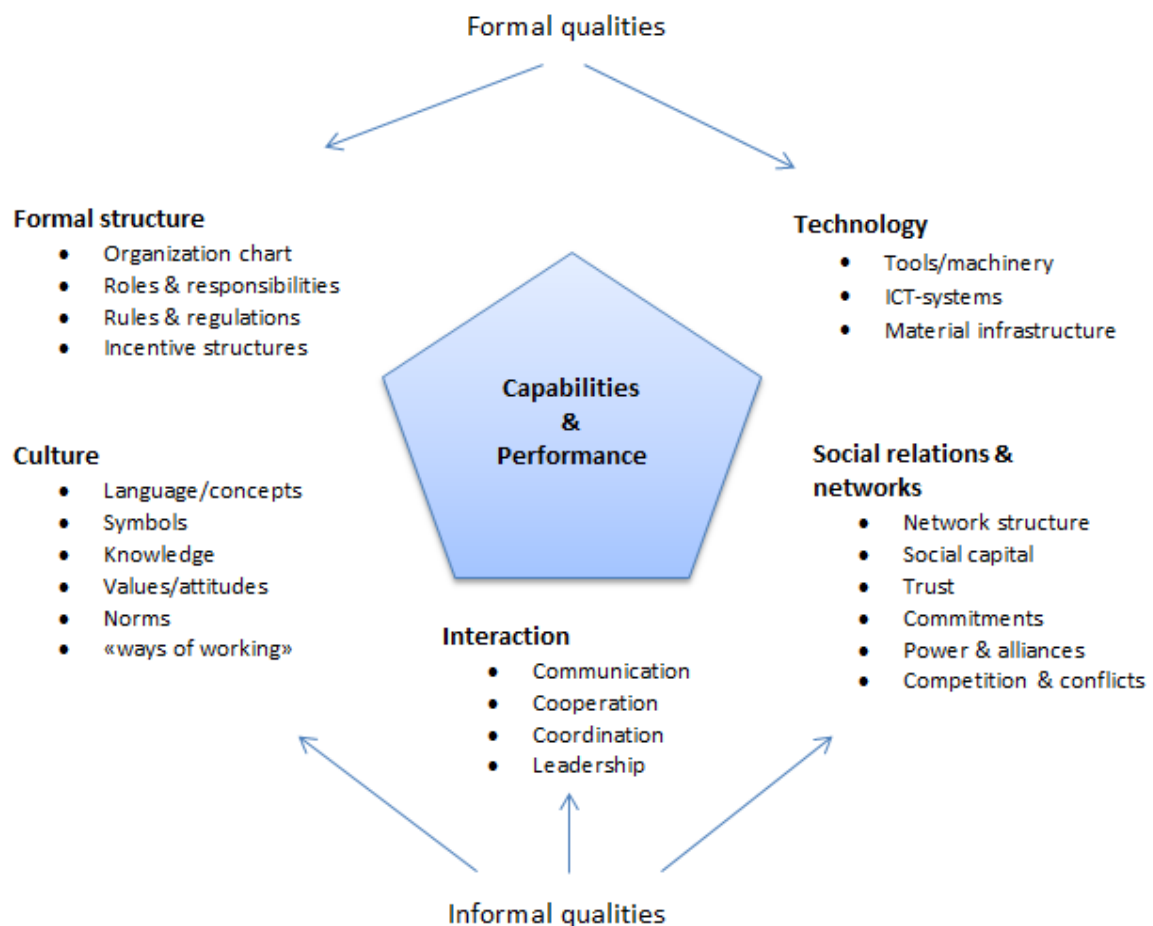 Formal qualities
Formal structure
• Organization chart
• Roles & responsibilities
• Rules & regulations
• Incentive structures
Technology
• Tools/machinery
• ICT-systems
• Material infrastructure
Capabilities
&
Performance
Culture
• Language/concepts
• Symbols
• Knowledge
• Values/attitudes
• Norms
• «ways of working»
Social relations &
networks
• Network structure
• Social capital
• Trust
• Commitments
• Power & alliances
• Competition & conflicts
Interaction
• Communication
• Cooperation
• Coordination
• Leadership
Informal qualities